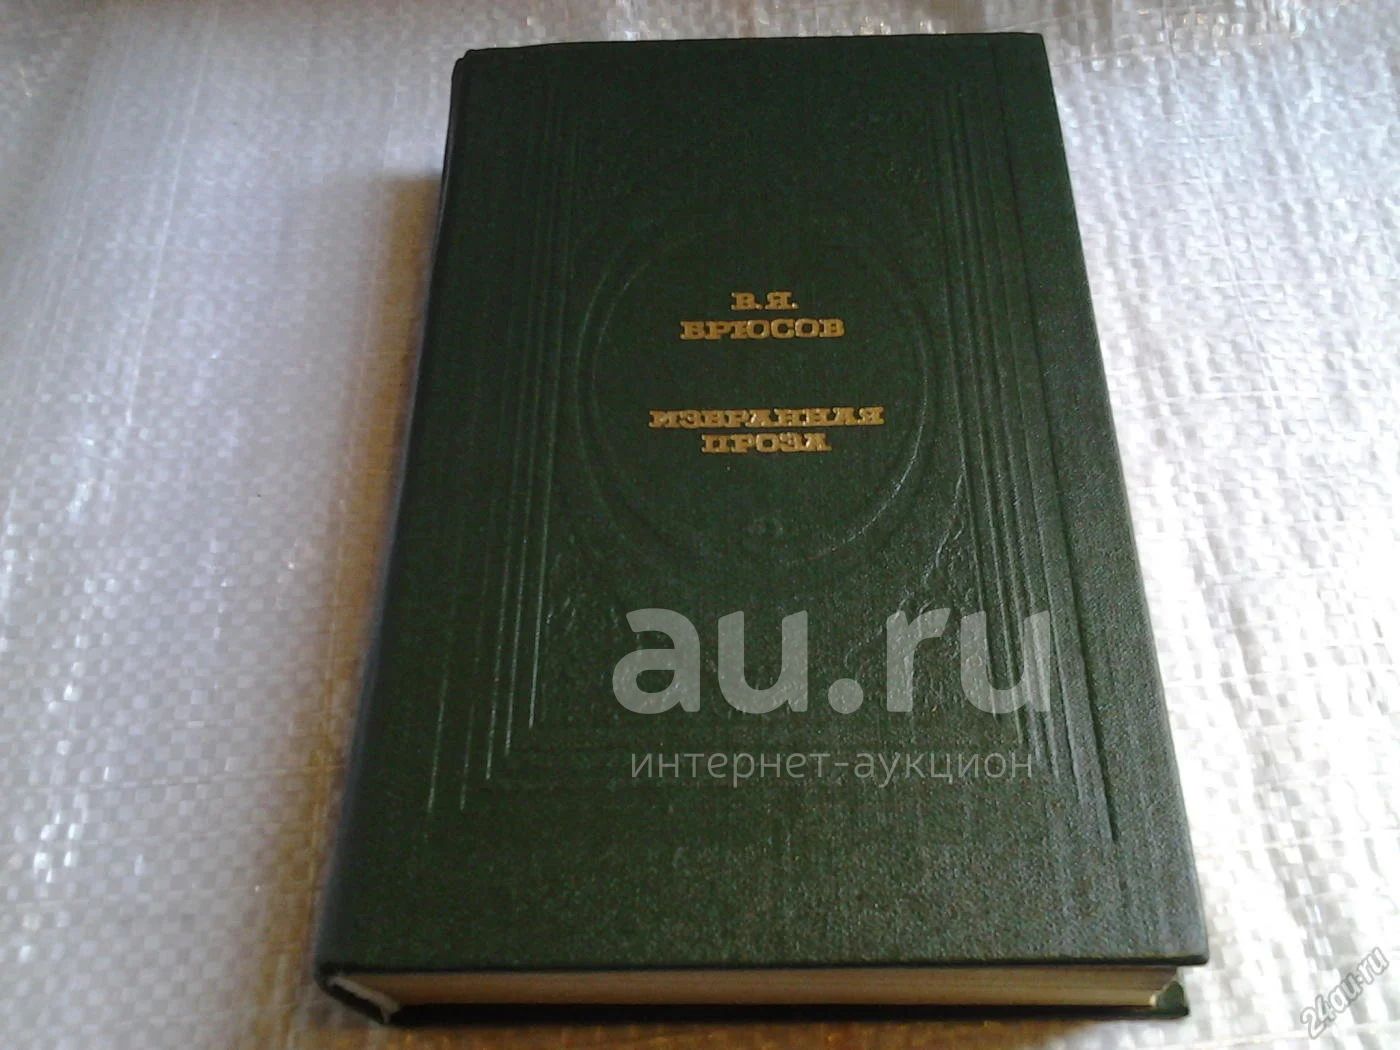 В. Я.
БРЮСОВ
ИЗБРАННАЯ
ПРОЗА
au.ru
интернет-аукцион
24au.ru